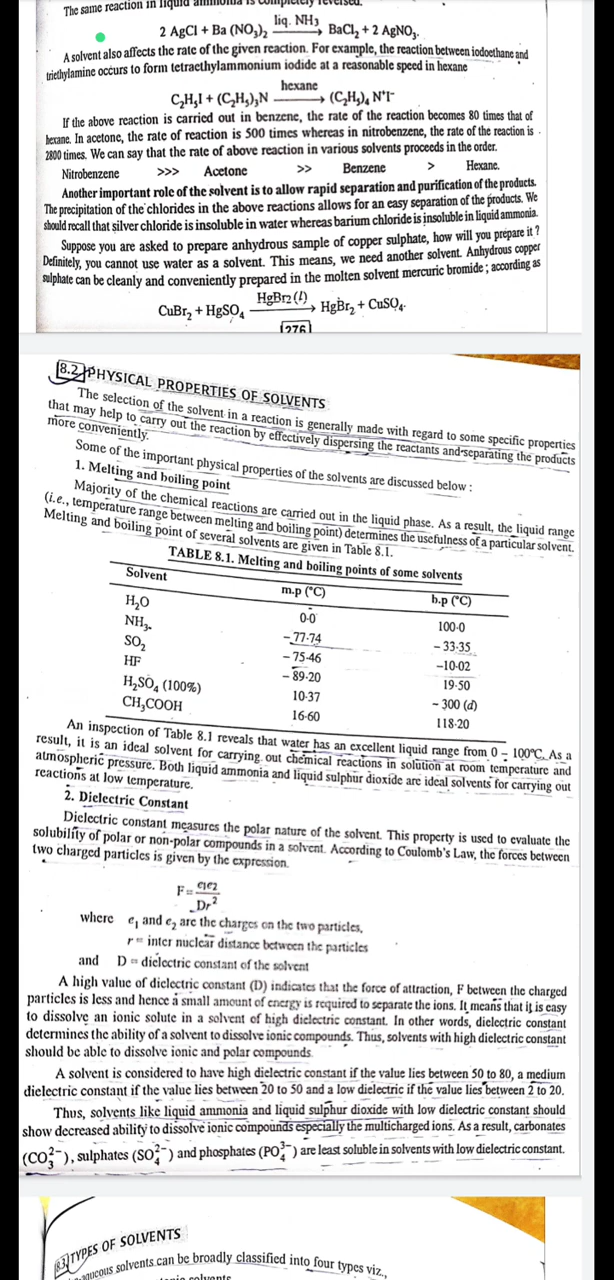 The same reaction in liquid ammonia is completely reversed.
liq. NH₃
2 AgCl + Ba (NO₃)₂ ⟶ BaCl₂ + 2 AgNO₃.
A solvent also affects the rate of the given reaction. For example, the reaction between iodoethane and
triethylamine occurs to form tetraethylammonium iodide at a reasonable speed in hexane
hexane
C₂H₅I + (C₂H₅)₃N ⟶ (C₂H₅)₄ N⁺I⁻
If the above reaction is carried out in benzene, the rate of the reaction becomes 80 times that of
hexane. In acetone, the rate of reaction is 500 times whereas in nitrobenzene, the rate of the reaction is
2800 times. We can say that the rate of above reaction in various solvents proceeds in the order.
Nitrobenzene >>> Acetone >> Benzene > Hexane.
Another important role of the solvent is to allow rapid separation and purification of the products.
The precipitation of the chlorides in the above reactions allows for an easy separation of the products. We
should recall that silver chloride is insoluble in water whereas barium chloride is insoluble in liquid ammonia.
Suppose you are asked to prepare anhydrous sample of copper sulphate, how will you prepare it ?
Definitely, you cannot use water as a solvent. This means, we need another solvent. Anhydrous copper
sulphate can be cleanly and conveniently prepared in the molten solvent mercuric bromide ; according as
HgBr₂ (l)
CuBr₂ + HgSO₄ ⟶ HgBr₂ + CuSO₄.
276
8.2 PHYSICAL PROPERTIES OF SOLVENTS
The selection of the solvent in a reaction is generally made with regard to some specific properties
that may help to carry out the reaction by effectively dispersing the reactants and separating the products
more conveniently.
Some of the important physical properties of the solvents are discussed below :
1. Melting and boiling point
Majority of the chemical reactions are carried out in the liquid phase. As a result, the liquid range
(i.e., temperature range between melting and boiling point) determines the usefulness of a particular solvent.
Melting and boiling point of several solvents are given in Table 8.1.
TABLE 8.1. Melting and boiling points of some solvents
Solvent m.p (°C) b.p (°C)
H₂O 0·0 100·0
NH₃. – 77·74 – 33·35
SO₂ – 75·46 –10·02
HF – 89·20 19·50
H₂SO₄ (100%) 10·37 ~ 300 (d)
CH₃COOH 16·60 118·20
An inspection of Table 8.1 reveals that water has an excellent liquid range from 0 – 100°C. As a
result, it is an ideal solvent for carrying out chemical reactions in solution at room temperature and
atmospheric pressure. Both liquid ammonia and liquid sulphur dioxide are ideal solvents for carrying out
reactions at low temperature.
2. Dielectric Constant
Dielectric constant measures the polar nature of the solvent. This property is used to evaluate the
solubility of polar or non-polar compounds in a solvent. According to Coulomb's Law, the forces between
two charged particles is given by the expression.
F = e₁e₂ / Dr²
where e₁ and e₂ are the charges on the two particles,
r = inter nuclear distance between the particles
and D = dielectric constant of the solvent
A high value of dielectric constant (D) indicates that the force of attraction, F between the charged
particles is less and hence a small amount of energy is required to separate the ions. It means that it is easy
to dissolve an ionic solute in a solvent of high dielectric constant. In other words, dielectric constant
determines the ability of a solvent to dissolve ionic compounds. Thus, solvents with high dielectric constant
should be able to dissolve ionic and polar compounds
A solvent is considered to have high dielectric constant if the value lies between 50 to 80, a medium
dielectric constant if the value lies between 20 to 50 and a low dielectric if the value lies between 2 to 20.
Thus, solvents like liquid ammonia and liquid sulphur dioxide with low dielectric constant should
show decreased ability to dissolve ionic compounds especially the multicharged ions. As a result, carbonates
(CO₃²⁻), sulphates (SO₄²⁻) and phosphates (PO₄³⁻) are least soluble in solvents with low dielectric constant.
8.3 TYPES OF SOLVENTS
solvents can be broadly classified into four types viz.,
solvents